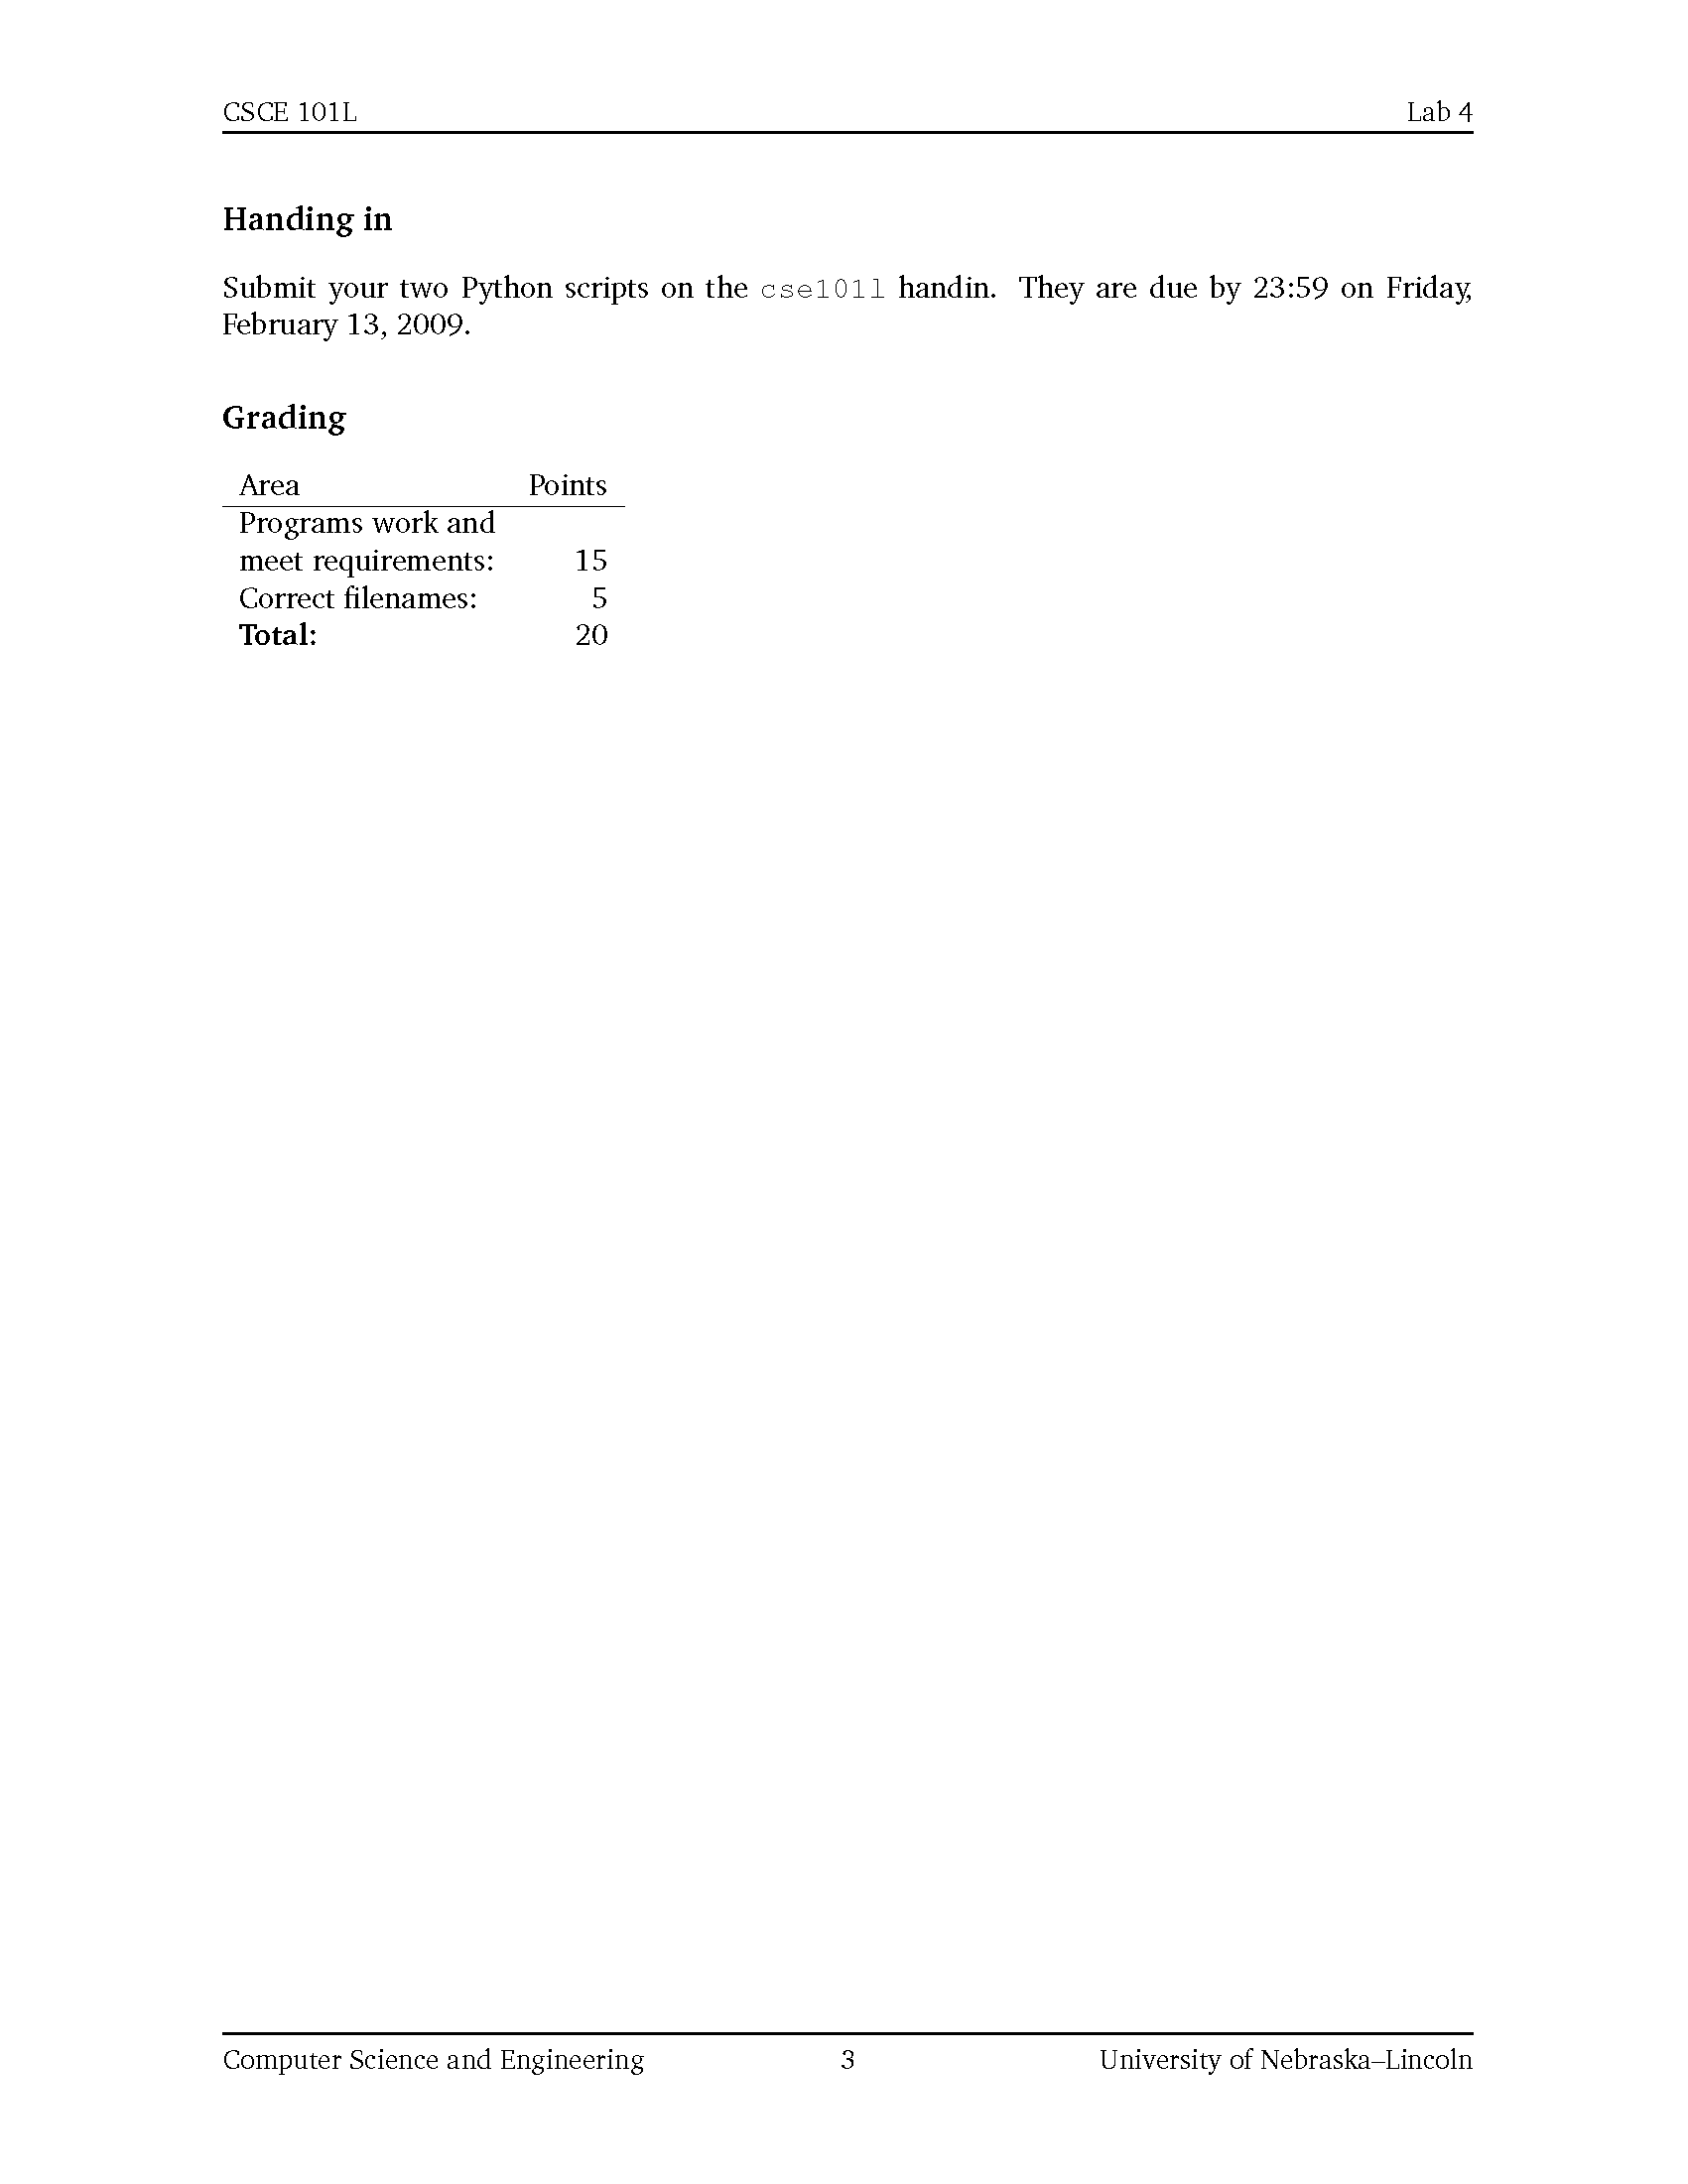 CSCE 101L Lab 4
Handing in
Submit your two Python scripts on the cse101l handin. They are due by 23:59 on Friday,
February 13, 2009.
Grading
Area Points
Programs work and
meet requirements: 15
Correct filenames: 5
Total: 20
Computer Science and Engineering 3 University of Nebraska–Lincoln